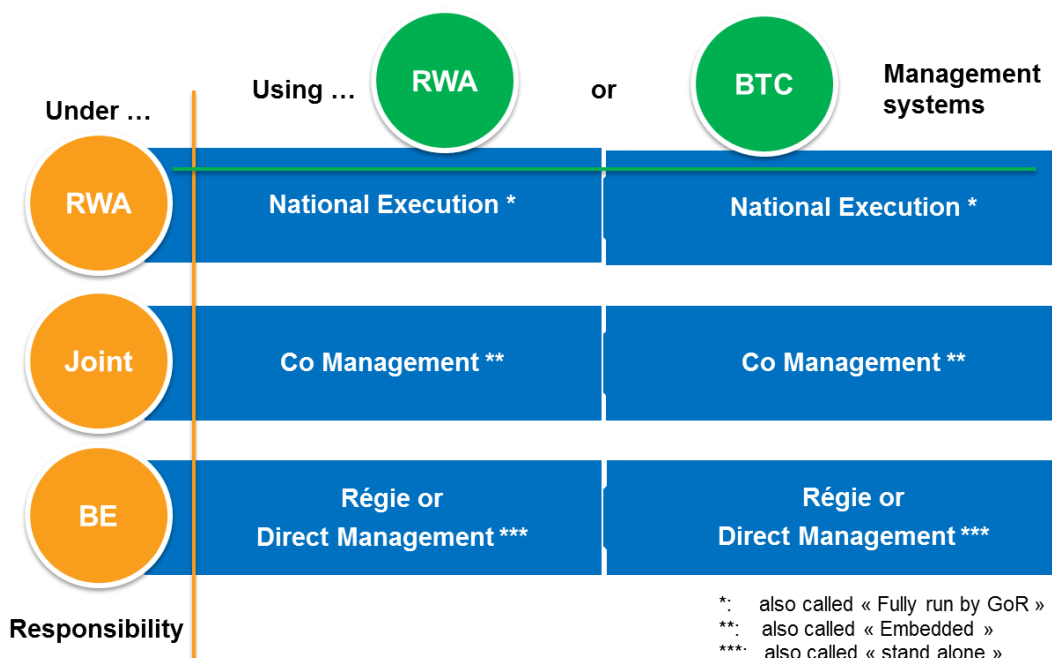 Under …
Using …
RWA
or
BTC
Management
systems
RWA
National Execution *
National Execution *
Joint
Co Management **
Co Management **
BE
Régie or
Direct Management ***
Régie or
Direct Management ***
Responsibility
*: also called « Fully run by GoR »
**: also called « Embedded »
***: also called « stand alone »